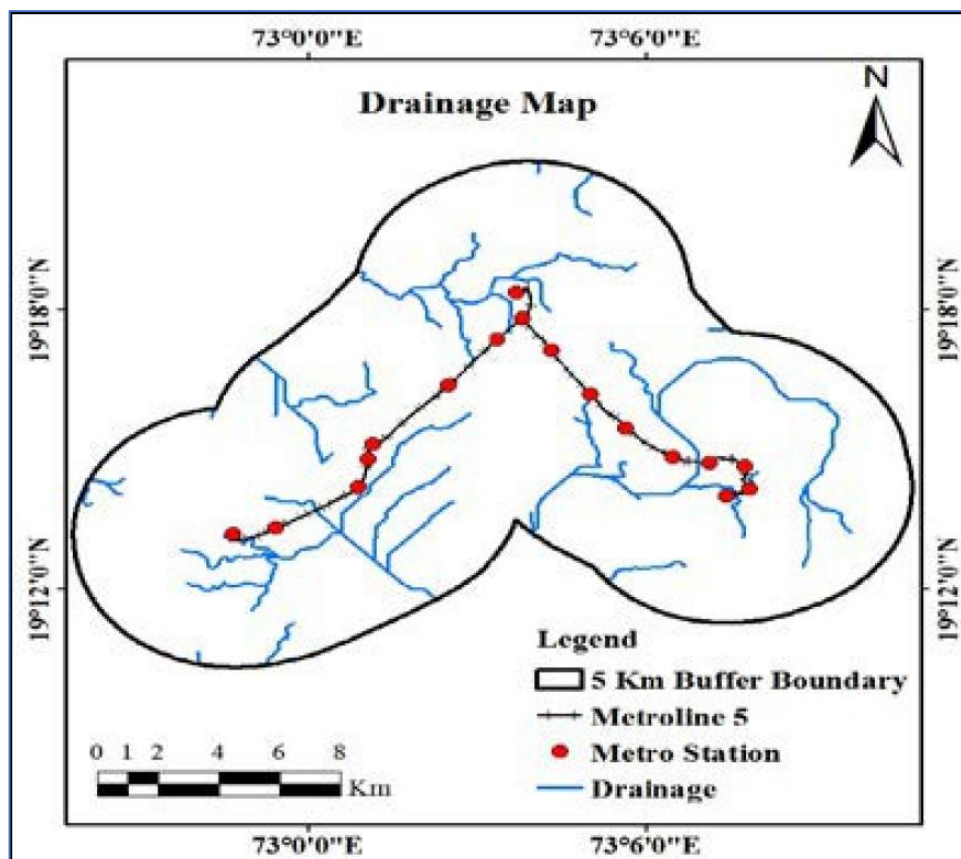 73°0'0"E 73°6'0"E
N
Drainage Map
19°18'0"N 19°18'0"N
19°12'0"N 19°12'0"N
Legend
5 Km Buffer Boundary
Metroline 5
Metro Station
Drainage
0 1 2 4 6 8
Km
73°0'0"E 73°6'0"E